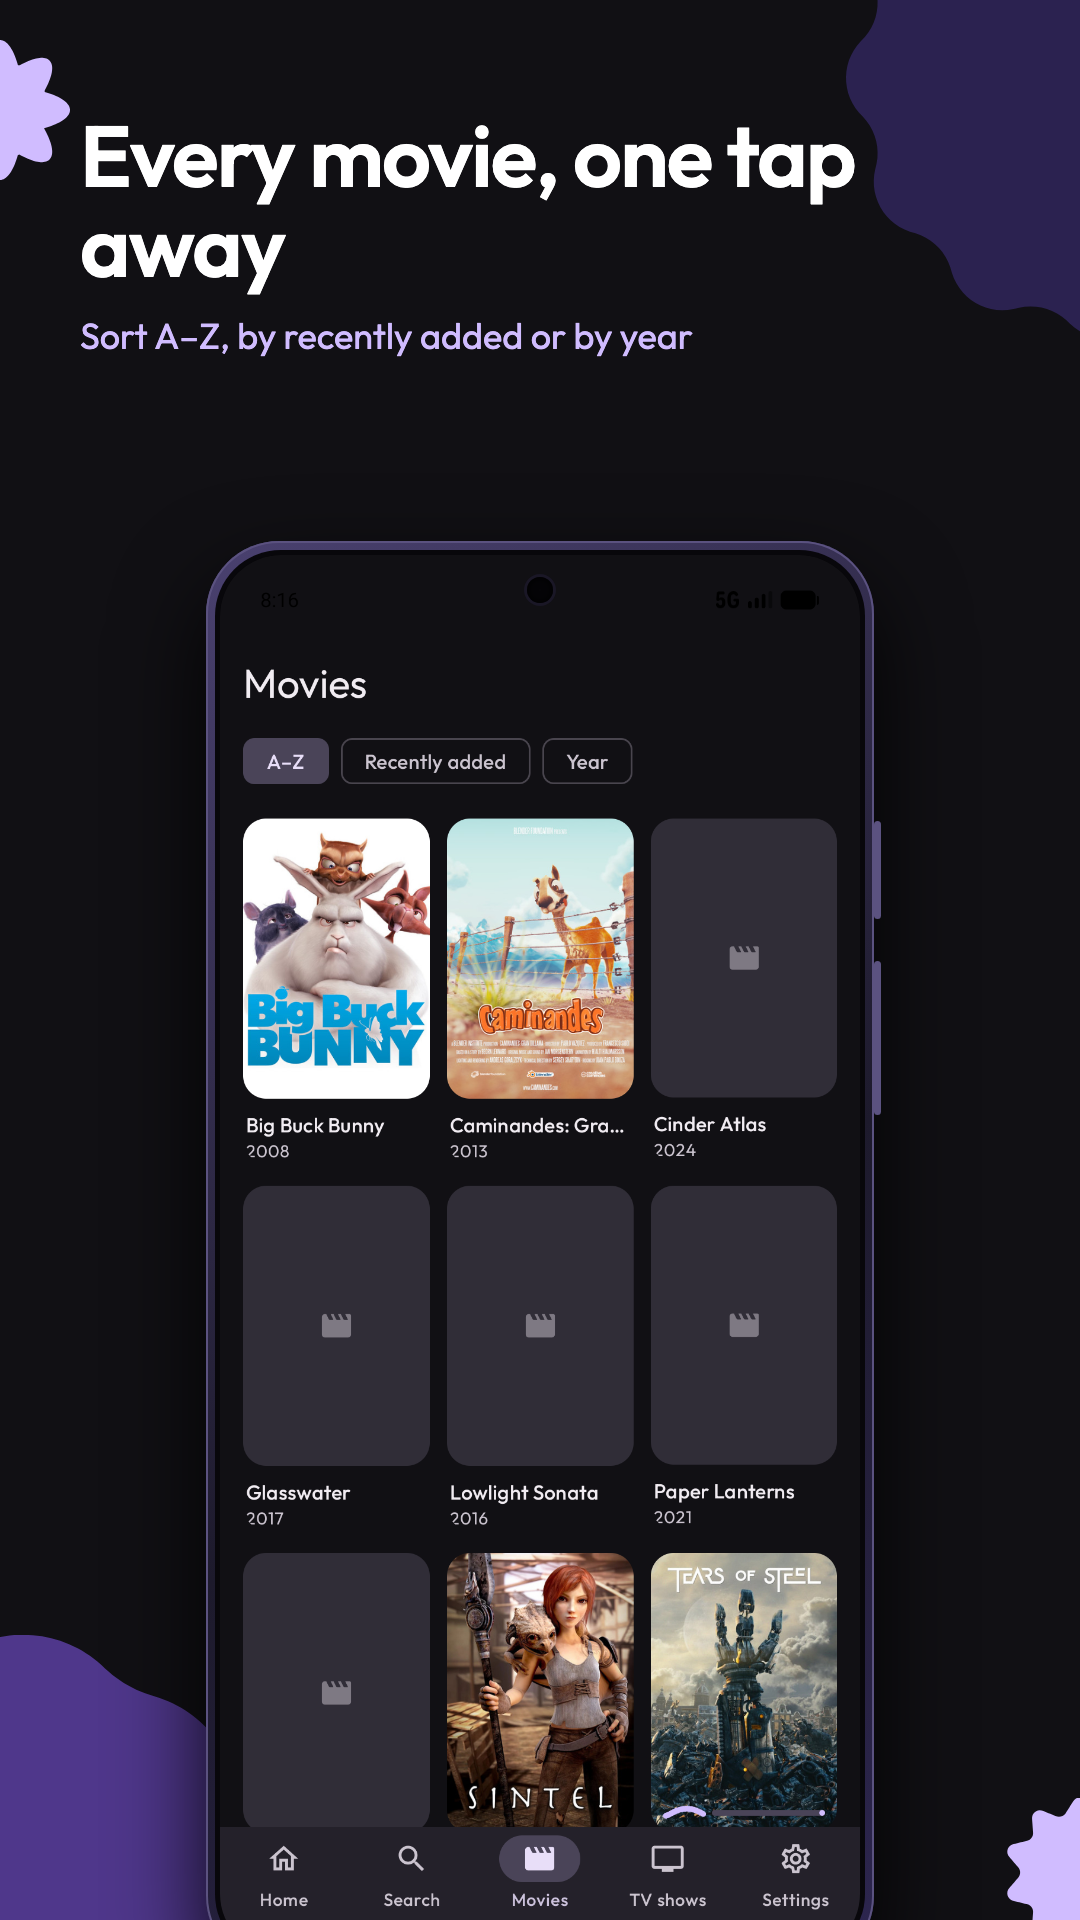 Every movie, one tap
away
Sort A–Z, by recently added or by year
8:16
5G
Movies
A–Z
Recently added
Year
Big Buck
BUNNY
Caminandes
Big Buck Bunny
2008
Caminandes: Gra...
2013
Cinder Atlas
2024
Glasswater
2017
Lowlight Sonata
2016
Paper Lanterns
2021
SINTEL
TEARS OF STEEL
Home
Search
Movies
TV shows
Settings